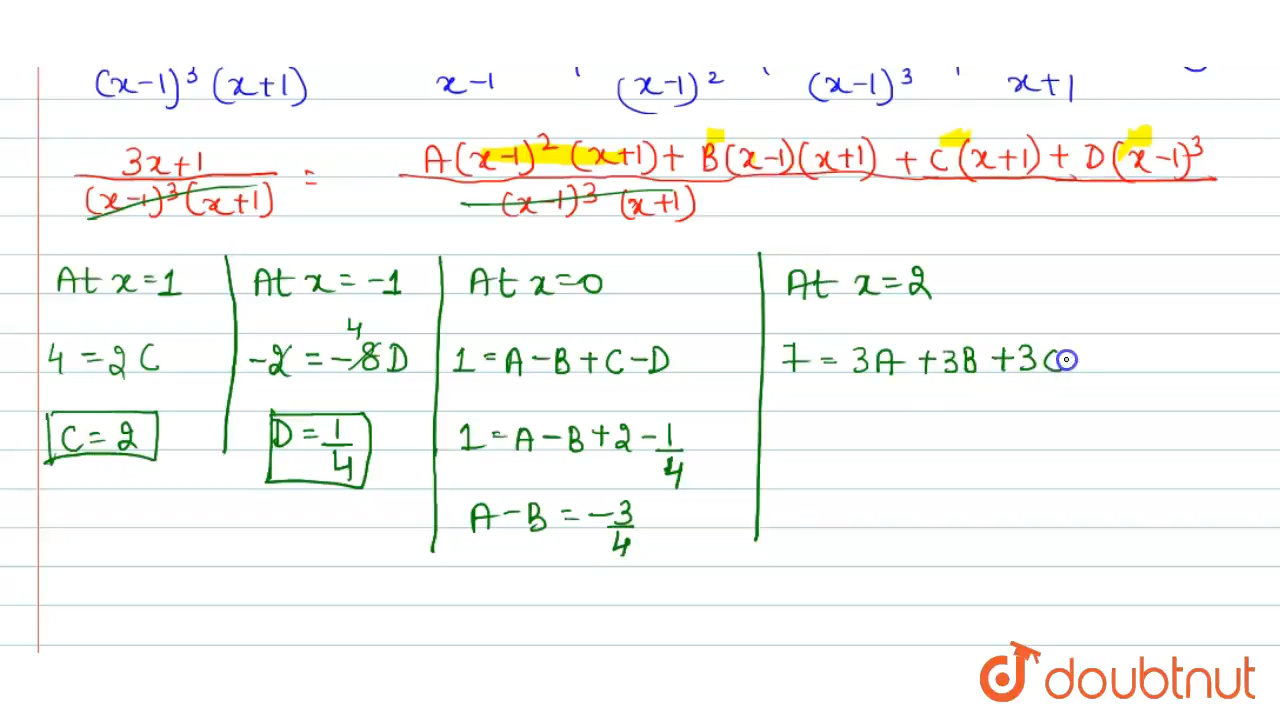 (x-1)³ (x+1) x-1 (x-1)² (x-1)³ x+1
3x+1 / (x-1)³(x+1) = A(x-1)²(x+1) + B(x-1)(x+1) + C(x+1) + D(x-1)³ / (x-1)³ (x+1)
At x=1
4 = 2C
C = 2
At x = -1
-2 = -8D 4
D = 1/4
At x=0
1 = A - B + C - D
1 = A - B + 2 - 1/4
A - B = -3/4
At x = 2
7 = 3A + 3B + 3C
doubtnut